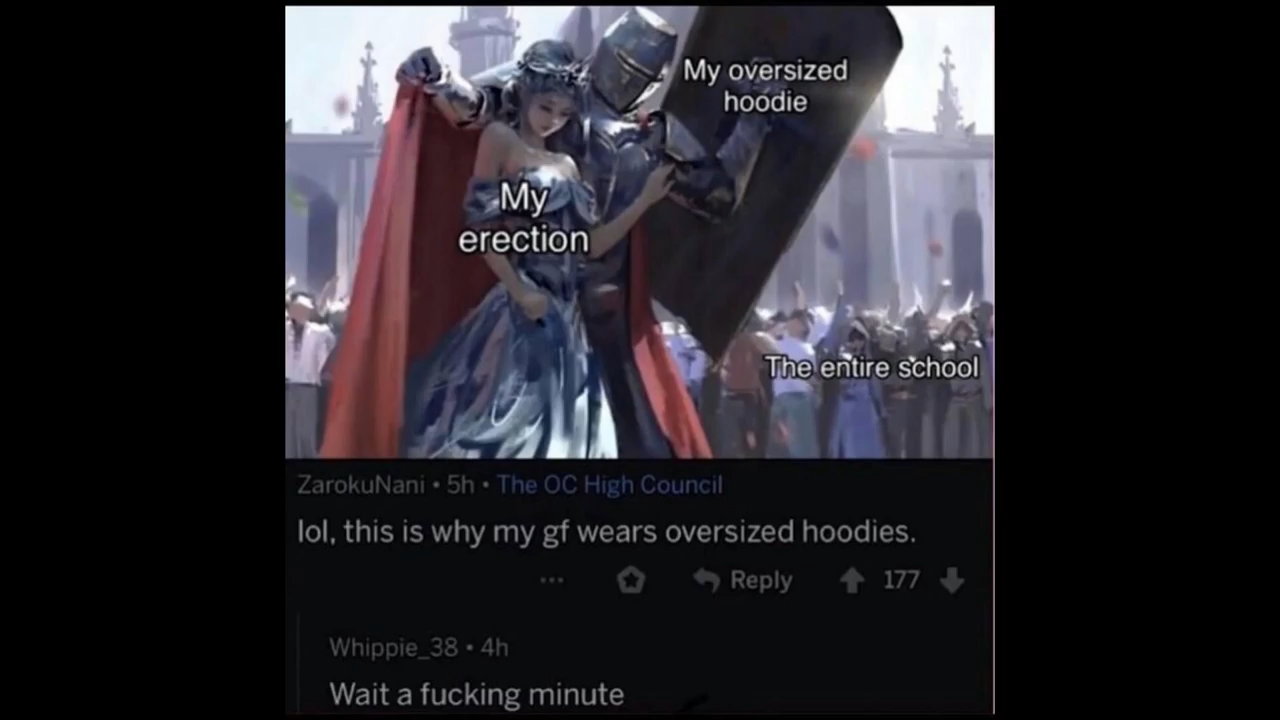 My oversized
hoodie
My
erection
The entire school
ZarokuNani • 5h • The OC High Council
lol, this is why my gf wears oversized hoodies.
... Reply 177
Whippie_38 • 4h
Wait a fucking minute